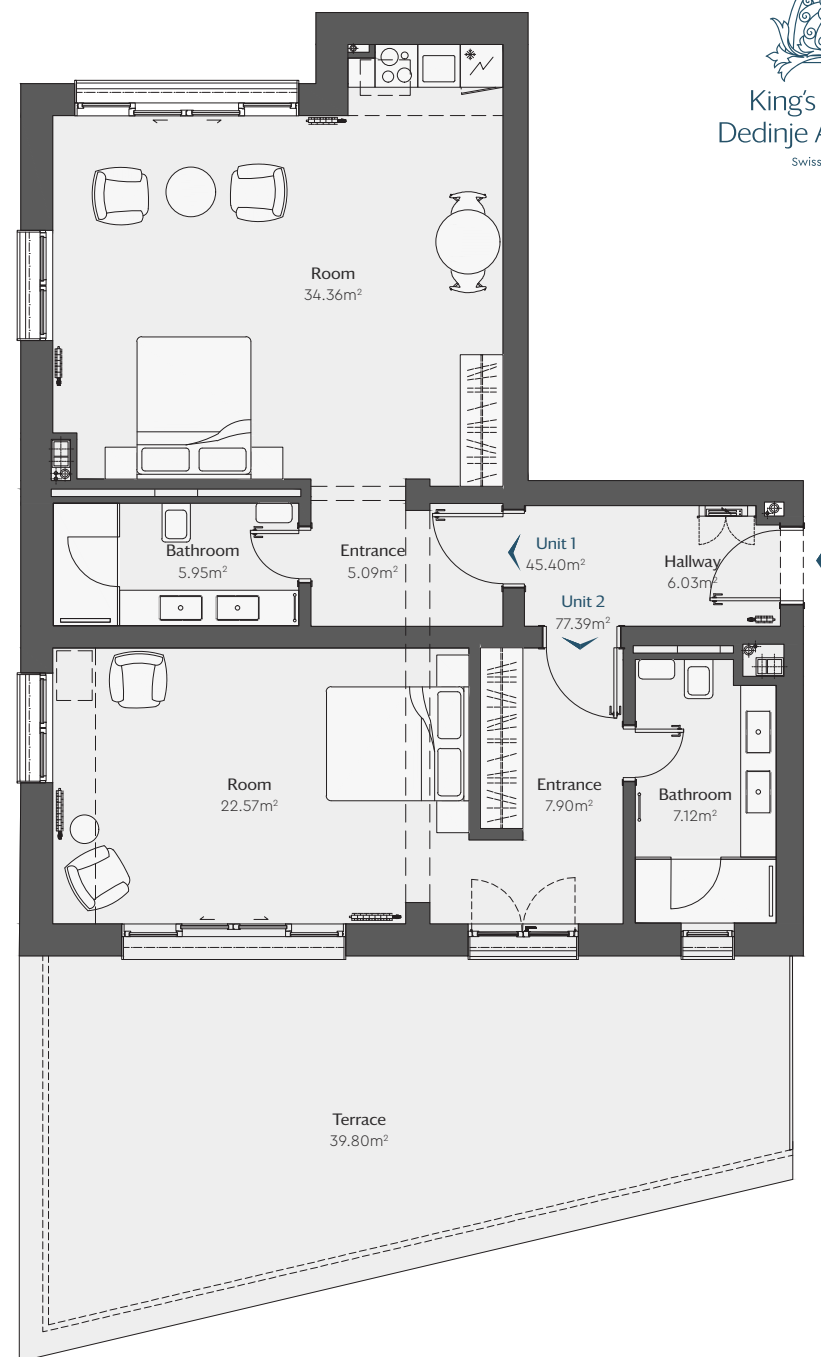 King's
Dedinje
Swiss
Room
34.36m²
Bathroom
5.95m²
Entrance
5.09m²
Unit 1
45.40m²
Hallway
6.03m²
Unit 2
77.39m²
Room
22.57m²
Entrance
7.90m²
Bathroom
7.12m²
Terrace
39.80m²